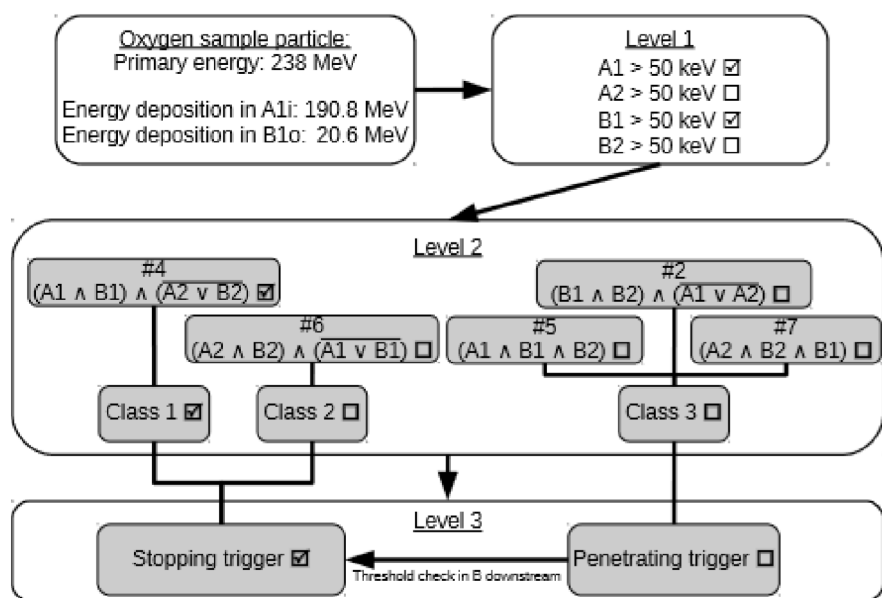 Oxygen sample particle:
Primary energy: 238 MeV
Energy deposition in A1i: 190.8 MeV
Energy deposition in B1o: 20.6 MeV
Level 1
A1 > 50 keV ☑
A2 > 50 keV ☐
B1 > 50 keV ☑
B2 > 50 keV ☐
Level 2
#4
(A1 ∧ B1) ∧ (A2 ∨ B2) ☑
#2
(B1 ∧ B2) ∧ (A1 ∨ A2) ☐
#6
(A2 ∧ B2) ∧ (A1 ∨ B1) ☐
#5
(A1 ∧ B1 ∧ B2) ☐
#7
(A2 ∧ B2 ∧ B1) ☐
Class 1 ☑
Class 2 ☐
Class 3 ☐
Level 3
Stopping trigger ☑
Threshold check in B downstream
Penetrating trigger ☐